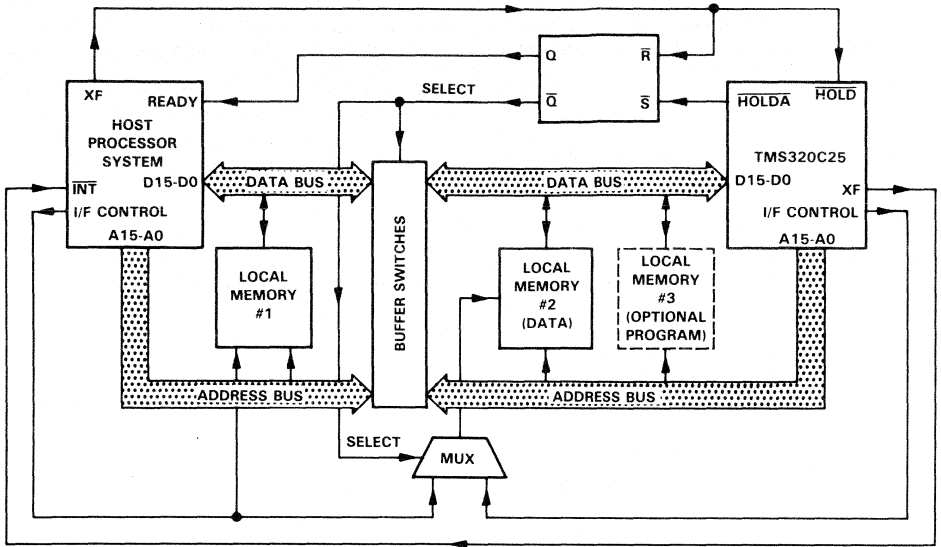 XF
READY
HOST
PROCESSOR
SYSTEM
D15-D0
INT
I/F CONTROL
A15-A0
Q
R
Q
S
SELECT
HOLDA
HOLD
TMS320C25
D15-D0
XF
I/F CONTROL
A15-A0
DATA BUS
DATA BUS
LOCAL
MEMORY
#1
BUFFER SWITCHES
LOCAL
MEMORY
#2
(DATA)
LOCAL
MEMORY
#3
(OPTIONAL
PROGRAM)
ADDRESS BUS
ADDRESS BUS
SELECT
MUX